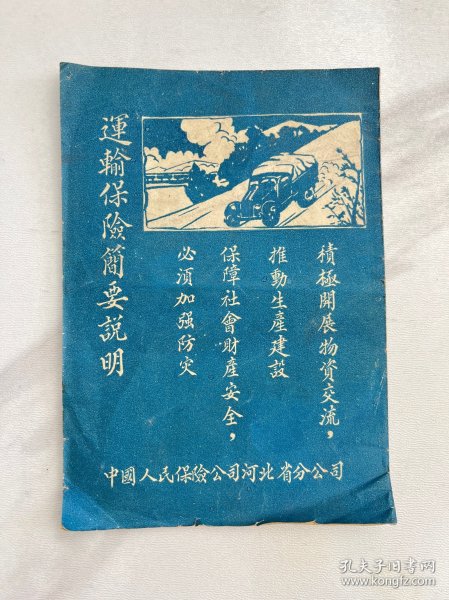 運輸保險簡要説明
積極開展物資交流，
推動生產建設
保障社會財產安全，
必須加强防災
中國人民保險公司河北省分公司
孔夫子旧书网
www.kongfz.com